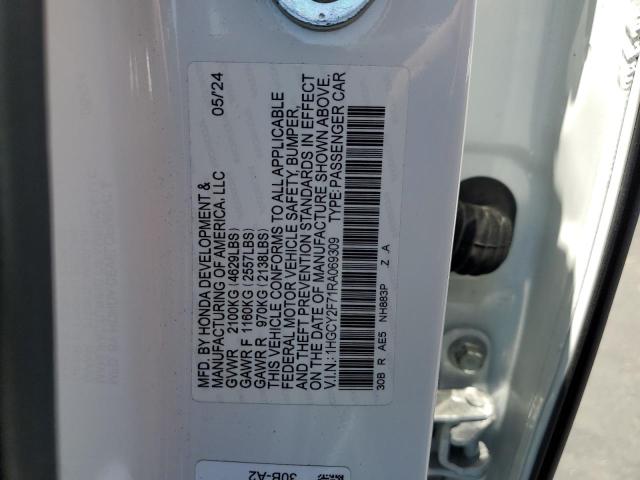 MFD. BY HONDA DEVELOPMENT & 05/'24
MANUFACTURING OF AMERICA, LLC
GVWR 2100KG (4629LBS)
GAWR F 1160KG (2557LBS)
GAWR R 970KG (2138LBS)
THIS VEHICLE CONFORMS TO ALL APPLICABLE
FEDERAL MOTOR VEHICLE SAFETY, BUMPER,
AND THEFT PREVENTION STANDARDS IN EFFECT
ON THE DATE OF MANUFACTURE SHOWN ABOVE.
V.I.N.:1HGCY2F71RA069309 TYPE:PASSENGER CAR
30B R AE5 NH883P Z A
30B-A2